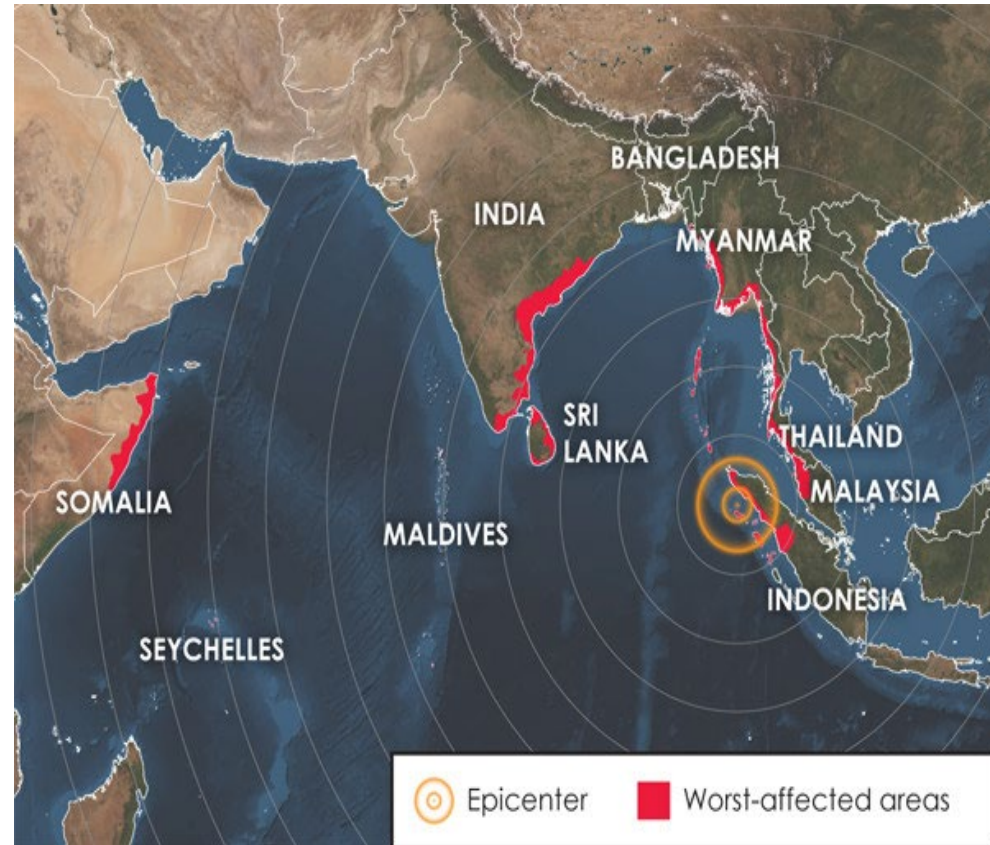 BANGLADESH
INDIA
MYANMAR
SRI
LANKA
THAILAND
MALAYSIA
SOMALIA
MALDIVES
INDONESIA
SEYCHELLES
Epicenter
Worst-affected areas